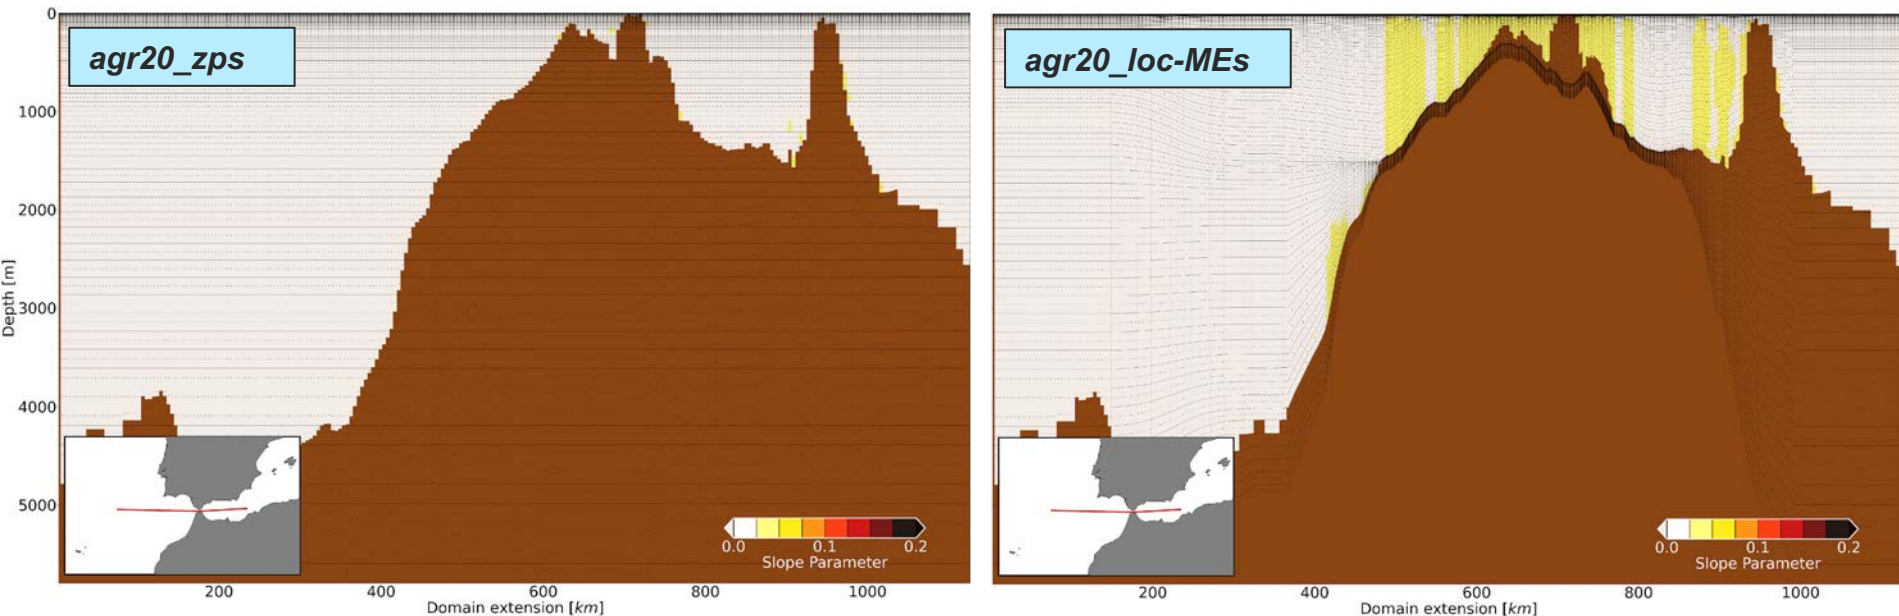 agr20_zps
0
1000
2000
3000
4000
5000
Depth [m]
0.0 0.1 0.2
Slope Parameter
200 400 600 800 1000
Domain extension [km]
agr20_loc-MEs
0.0 0.1 0.2
Slope Parameter
200 400 600 800 1000
Domain extension [km]